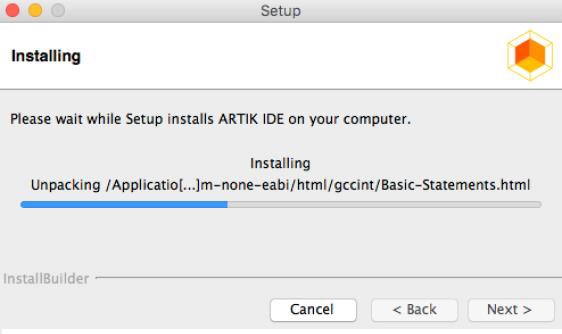 Setup
Installing
Please wait while Setup installs ARTIK IDE on your computer.
Installing
Unpacking /Applicatio[...]m-none-eabi/html/gccint/Basic-Statements.html
InstallBuilder
Cancel
< Back
Next >